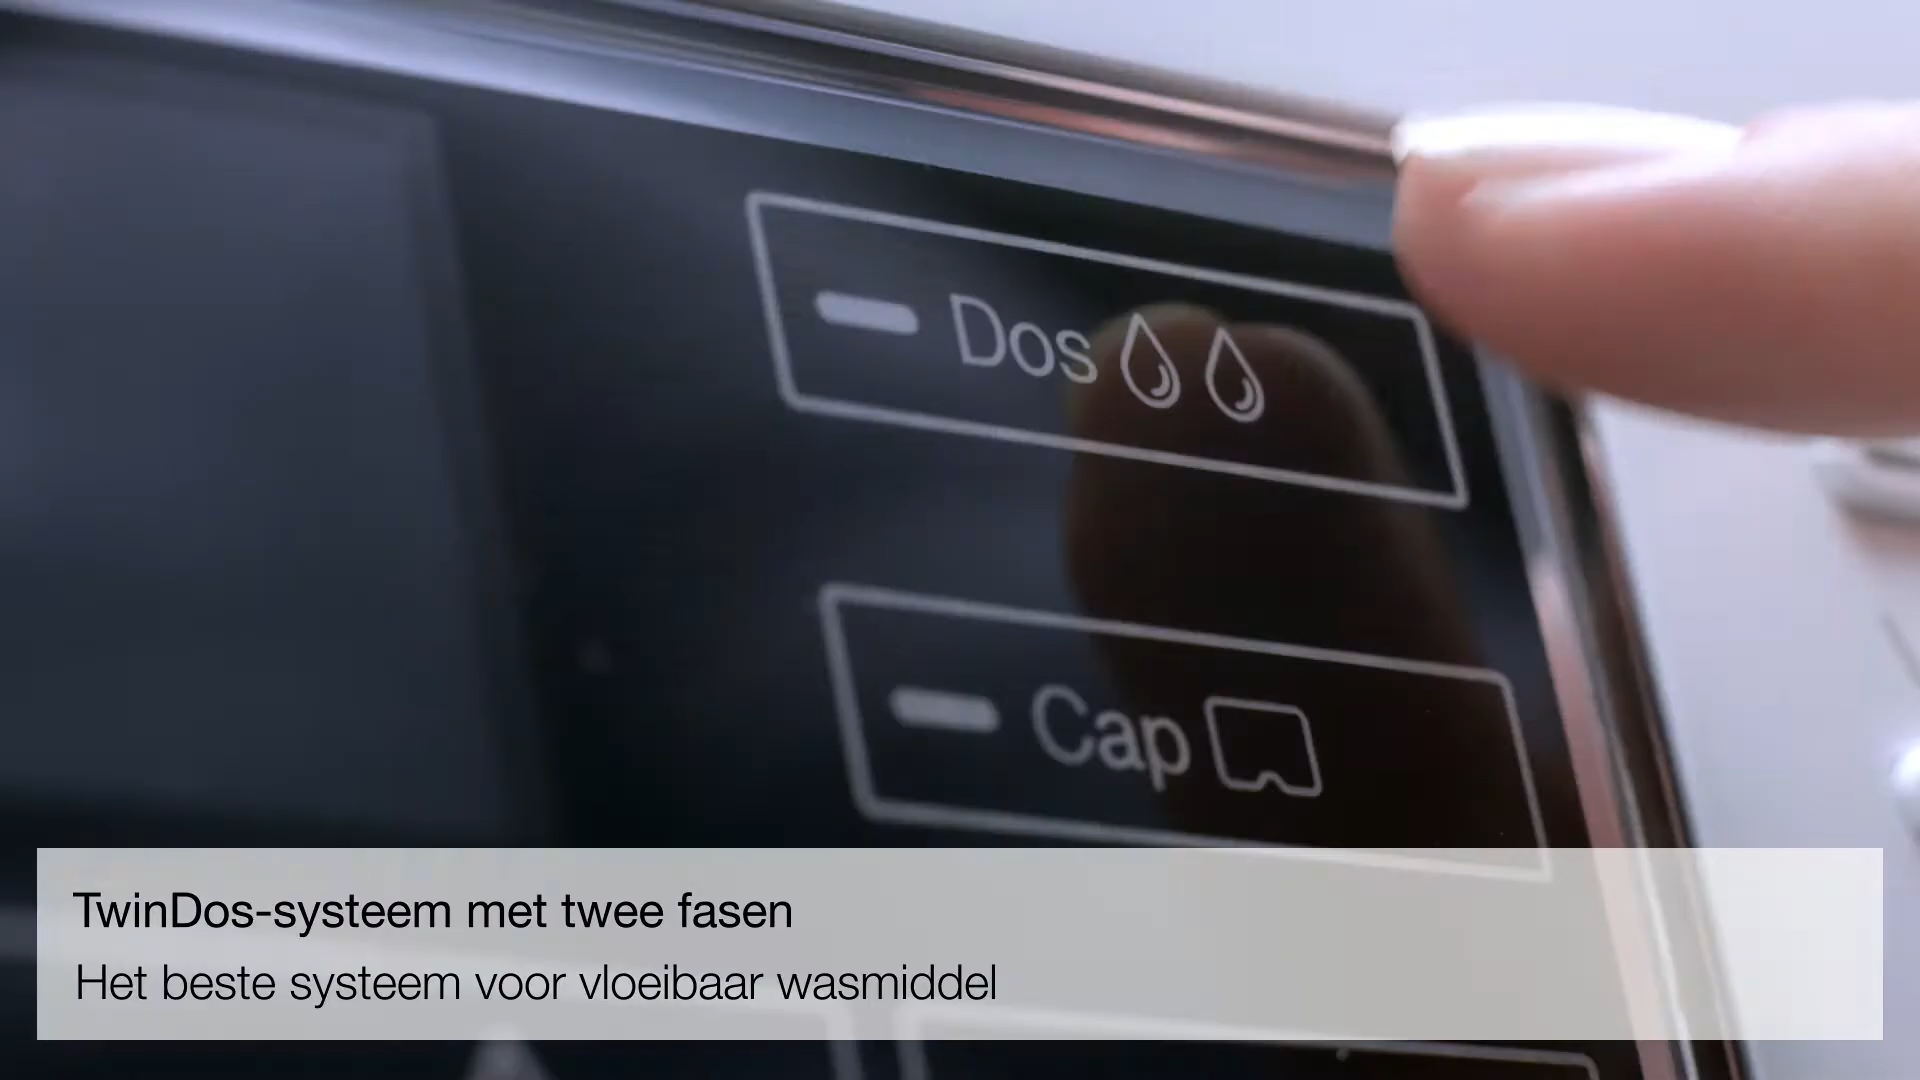 Dos
Cap
TwinDos-systeem met twee fasen
Het beste systeem voor vloeibaar wasmiddel